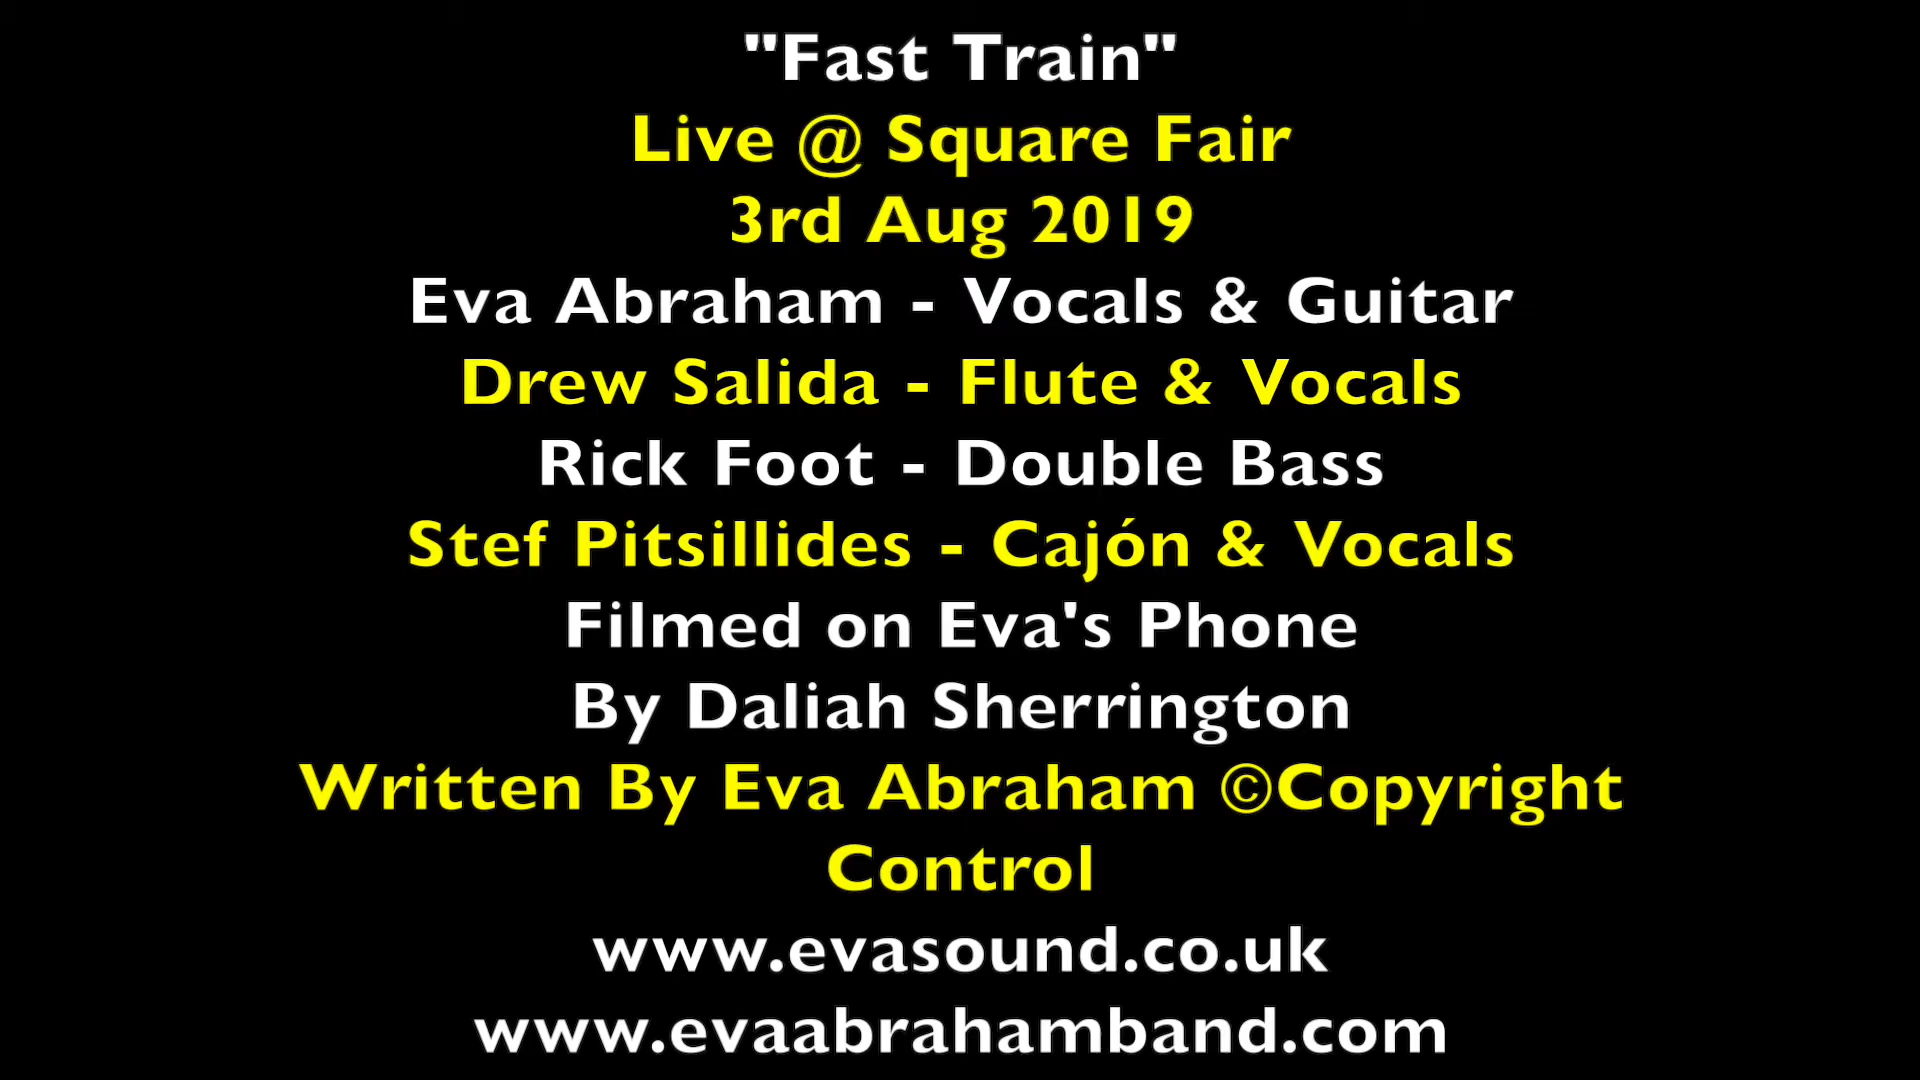 "Fast Train"
Live @ Square Fair
3rd Aug 2019
Eva Abraham - Vocals & Guitar
Drew Salida - Flute & Vocals
Rick Foot - Double Bass
Stef Pitsillides - Cajón & Vocals
Filmed on Eva's Phone
By Daliah Sherrington
Written By Eva Abraham ©Copyright
Control
www.evasound.co.uk
www.evaabrahamband.com